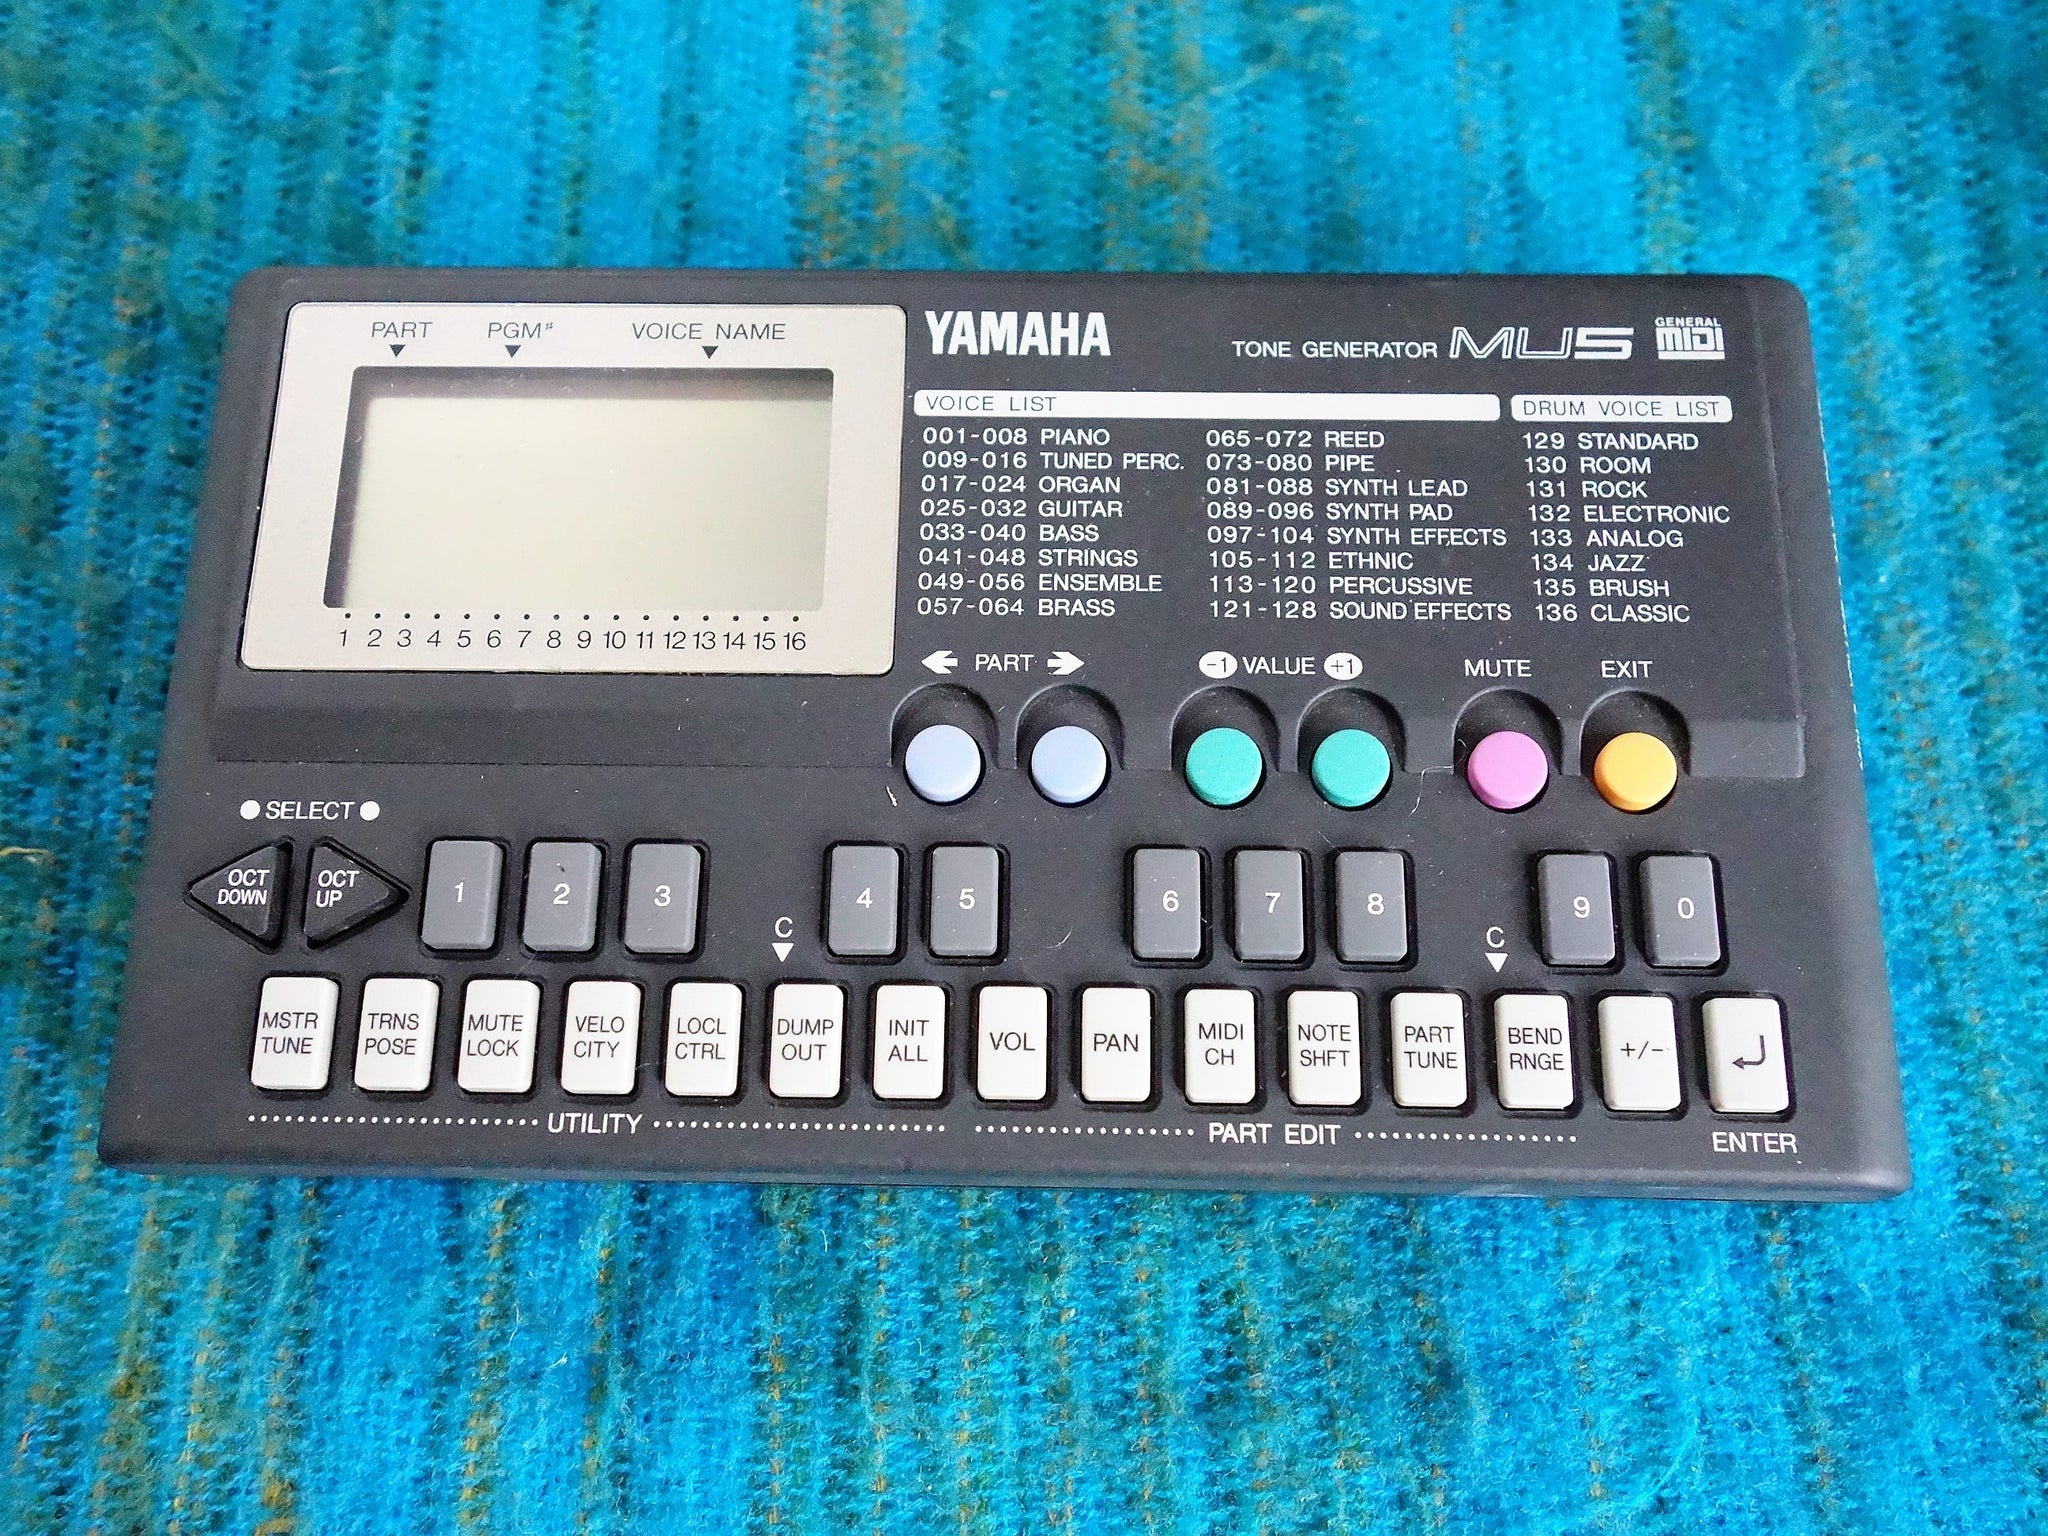 PART PGM# VOICE NAME
1 2 3 4 5 6 7 8 9 10 11 12 13 14 15 16
YAMAHA
TONE GENERATOR MU5
GENERAL
MIDI
VOICE LIST
001-008 PIANO
009-016 TUNED PERC.
017-024 ORGAN
025-032 GUITAR
033-040 BASS
041-048 STRINGS
049-056 ENSEMBLE
057-064 BRASS
065-072 REED
073-080 PIPE
081-088 SYNTH LEAD
089-096 SYNTH PAD
097-104 SYNTH EFFECTS
105-112 ETHNIC
113-120 PERCUSSIVE
121-128 SOUND EFFECTS
DRUM VOICE LIST
129 STANDARD
130 ROOM
131 ROCK
132 ELECTRONIC
133 ANALOG
134 JAZZ
135 BRUSH
136 CLASSIC
PART
-1 VALUE +1
MUTE
EXIT
SELECT
OCT
DOWN
OCT
UP
1
2
3
4
5
6
7
8
9
0
C
C
MSTR
TUNE
TRNS
POSE
MUTE
LOCK
VELO
CITY
LOCL
CTRL
DUMP
OUT
INIT
ALL
VOL
PAN
MIDI
CH
NOTE
SHFT
PART
TUNE
BEND
RNGE
+/-
UTILITY
PART EDIT
ENTER